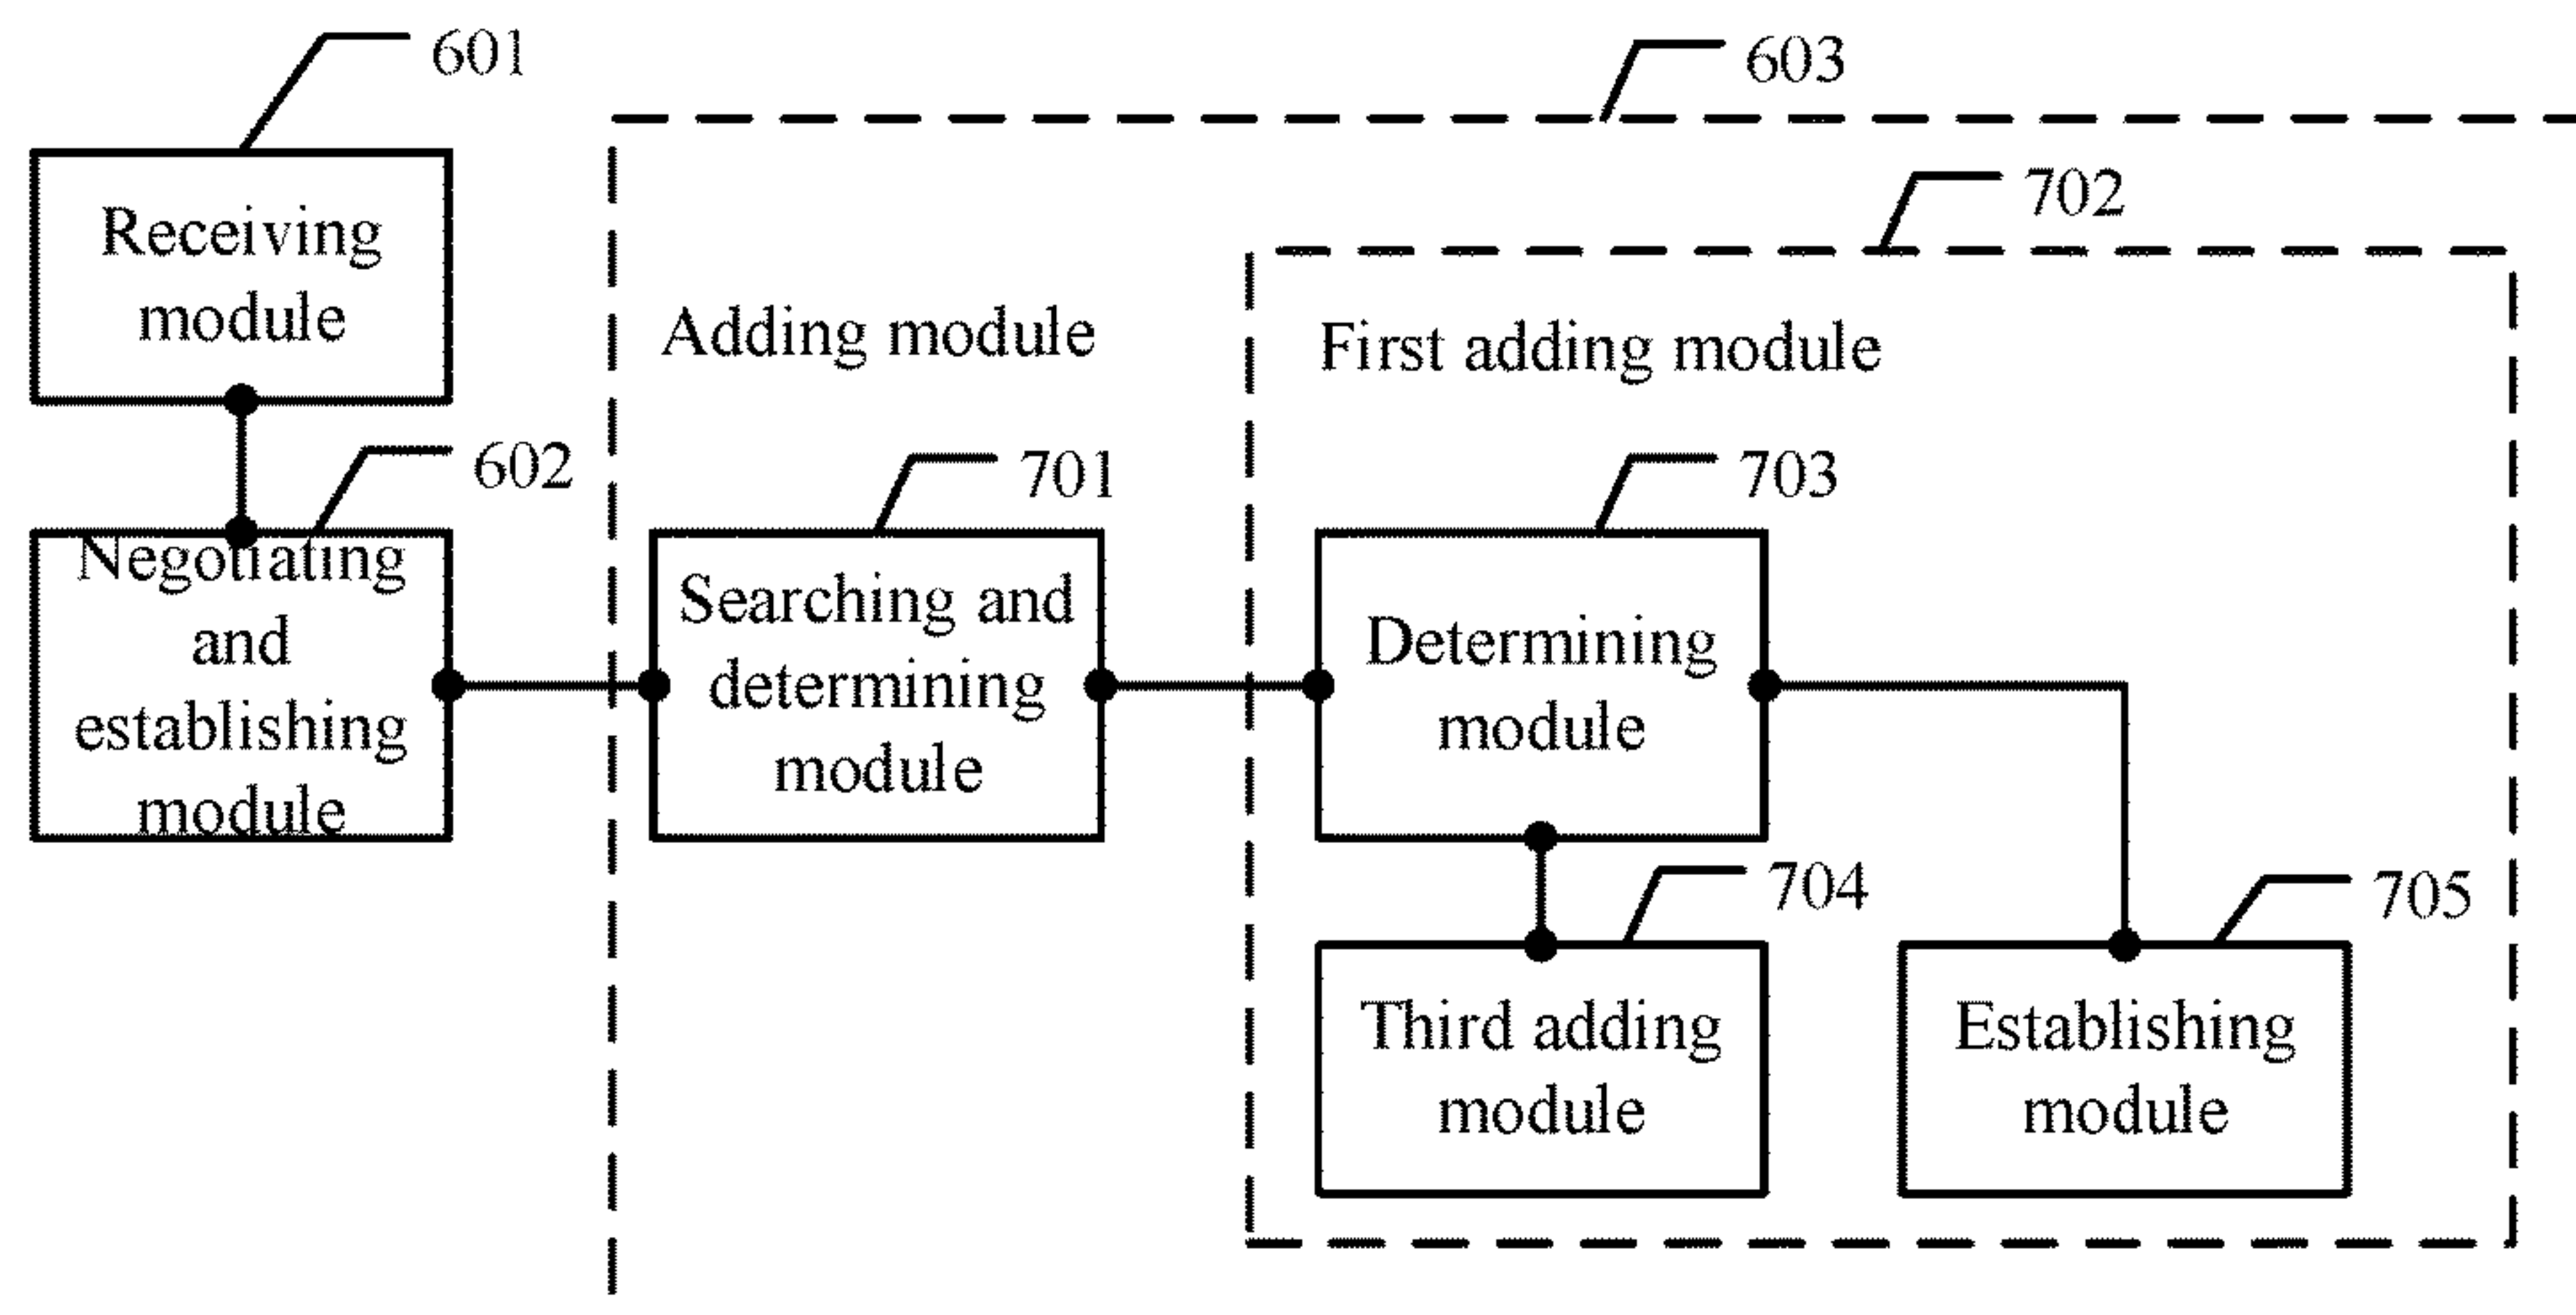 601
Receiving
module
602
Negotiating
and
establishing
module
603
Adding module
701
Searching and
determining
module
702
First adding module
703
Determining
module
704
Third adding
module
705
Establishing
module